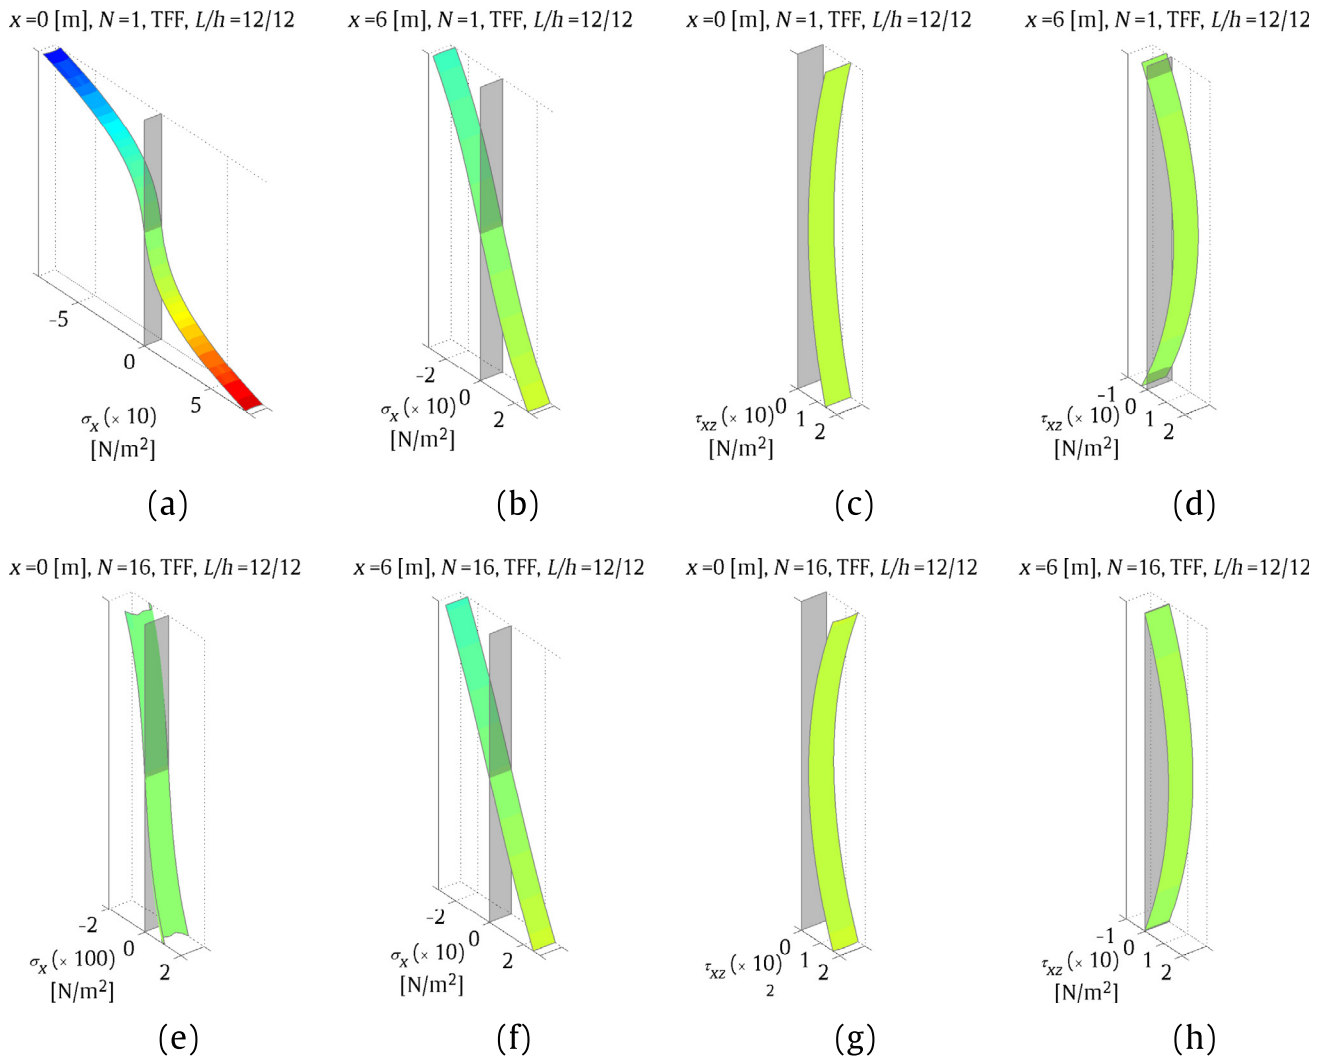 x=0 [m], N=1, TFF, L/h=12/12
x=6 [m], N=1, TFF, L/h=12/12
x=0 [m], N=1, TFF, L/h=12/12
x=6 [m], N=1, TFF, L/h=12/12
-5
0
5
σx (× 10)
[N/m²]
-2
0
2
σx (× 10)
[N/m²]
0
1
2
τxz (× 10)
[N/m²]
-1
0
1
2
τxz (× 10)
[N/m²]
(a)
(b)
(c)
(d)
x=0 [m], N=16, TFF, L/h=12/12
x=6 [m], N=16, TFF, L/h=12/12
x=0 [m], N=16, TFF, L/h=12/12
x=6 [m], N=16, TFF, L/h=12/12
-2
0
2
σx (× 100)
[N/m²]
-2
0
2
σx (× 10)
[N/m²]
0
1
2
τxz (× 10)
2
-1
0
1
2
τxz (× 10)
[N/m²]
(e)
(f)
(g)
(h)